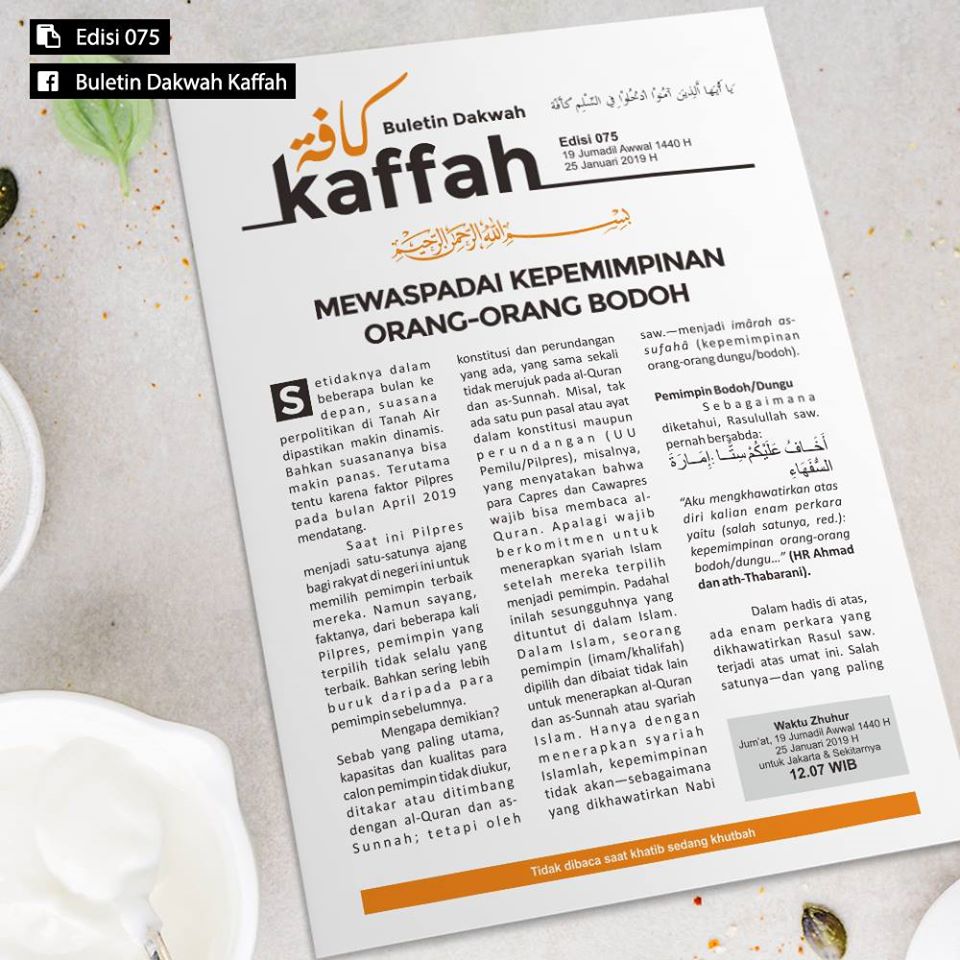 Edisi 075
Buletin Dakwah Kaffah
كافة
Buletin Dakwah
kaffah
يَا أَيُّهَا الَّذِينَ آمَنُوا ادْخُلُوا فِي السِّلْمِ كَافَّةً
Edisi 075
19 Jumadil Awwal 1440 H
25 Januari 2019 H
بِسْمِ اللهِ الرَّحْمَنِ الرَّحِيْمِ
MEWASPADAI KEPEMIMPINAN
ORANG-ORANG BODOH
Setidaknya dalam
beberapa bulan ke
depan, suasana
perpolitikan di Tanah Air
dipastikan makin dinamis.
Bahkan suasananya bisa
makin panas. Terutama
tentu karena faktor Pilpres
pada bulan April 2019
mendatang.
Saat ini Pilpres
menjadi satu-satunya ajang
bagi rakyat di negeri ini untuk
memilih pemimpin terbaik
mereka. Namun sayang,
faktanya, dari beberapa kali
Pilpres, pemimpin yang
terpilih tidak selalu yang
terbaik. Bahkan sering lebih
buruk daripada para
pemimpin sebelumnya.
Mengapa demikian?
Sebab yang paling utama,
kapasitas dan kualitas para
calon pemimpin tidak diukur,
ditakar atau ditimbang
dengan al-Quran dan as-
Sunnah; tetapi oleh
konstitusi dan perundangan
yang ada, yang sama sekali
tidak merujuk pada al-Quran
dan as-Sunnah. Misal, tak
ada satu pun pasal atau ayat
dalam konstitusi maupun
perundangan (UU
Pemilu/Pilpres), misalnya,
yang menyatakan bahwa
para Capres dan Cawapres
wajib bisa membaca al-
Quran. Apalagi wajib
berkomitmen untuk
menerapkan syariah Islam
setelah mereka terpilih
menjadi pemimpin. Padahal
inilah sesungguhnya yang
dituntut di dalam Islam.
Dalam Islam, seorang
pemimpin (imam/khalifah)
dipilih dan dibaiat tidak lain
untuk menerapkan al-Quran
dan as-Sunnah atau syariah
Islam. Hanya dengan
menerapkan syariah
Islamlah, kepemimpinan
tidak akan—sebagaimana
yang dikhawatirkan Nabi
saw.—menjadi imârah as-
sufahâ (kepemimpinan
orang-orang dungu/bodoh).
Pemimpin Bodoh/Dungu
Sebagaimana
diketahui, Rasulullah saw.
pernah bersabda:
أَخَـافُ عَلَيْكُمْ سِتًّـا :إِمَـارَةَ
السُّفَهَاءِ
“Aku mengkhawatirkan atas
diri kalian enam perkara
yaitu (salah satunya, red.):
kepemimpinan orang-orang
bodoh/dungu...” (HR Ahmad
dan ath-Thabarani).
Dalam hadis di atas,
ada enam perkara yang
dikhawatirkan Rasul saw.
terjadi atas umat ini. Salah
satunya—dan yang paling
Waktu Zhuhur
Jum'at, 19 Jumadil Awwal 1440 H
25 Januari 2019 H
untuk Jakarta & Sekitarnya
12.07 WIB
Tidak dibaca saat khatib sedang khutbah